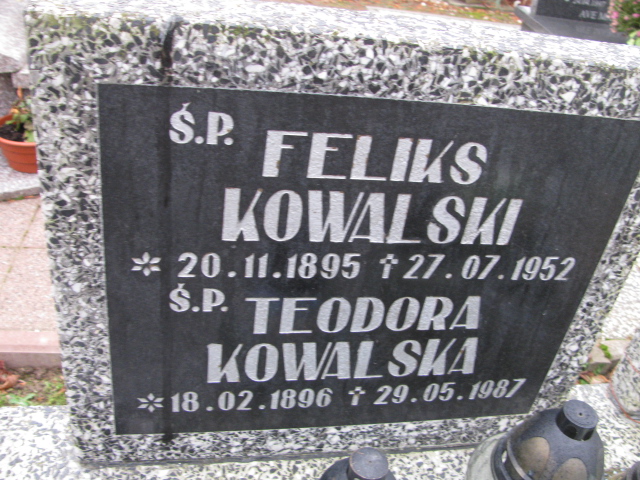 Ś.P. FELIKS
KOWALSKI
* 20.11.1895 † 27.07.1952
Ś.P. TEODORA
KOWALSKA
* 18.02.1896 † 29.05.1987